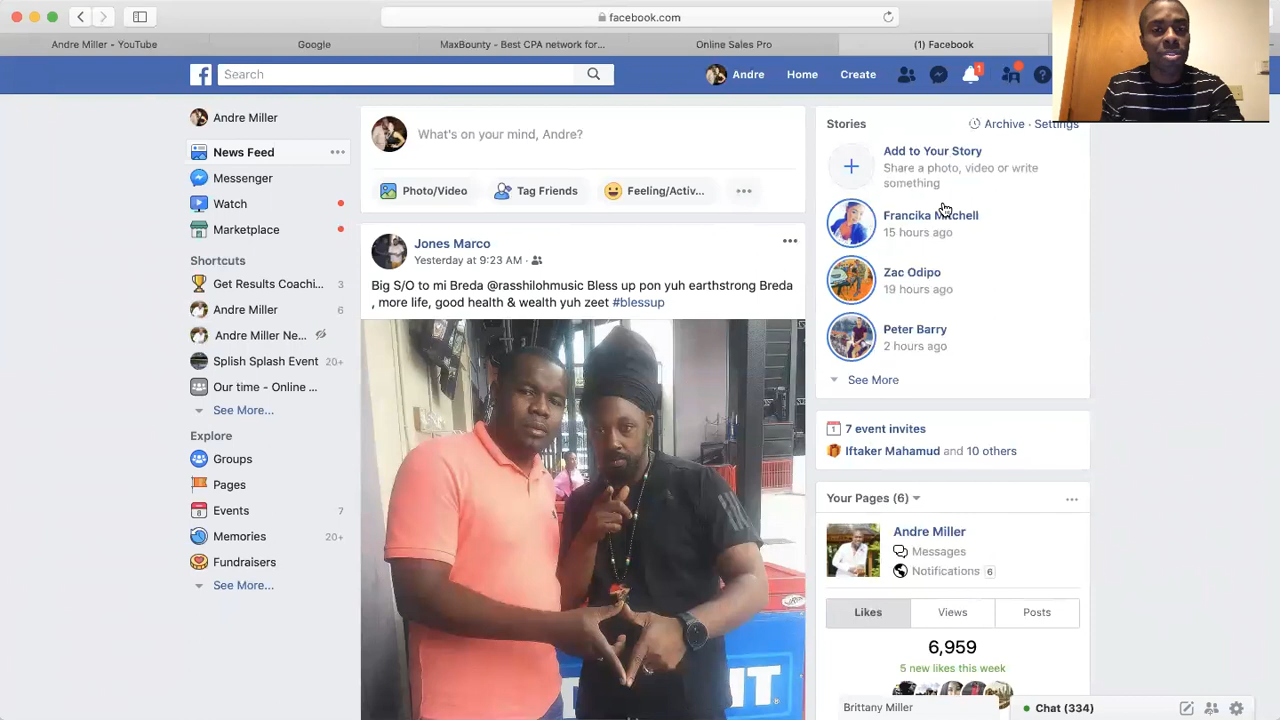 facebook.com
Andre Miller - YouTube
Google
MaxBounty - Best CPA network for...
Online Sales Pro
(1) Facebook
Search
Andre
Home
Create
1
Andre Miller
News Feed
Messenger
Watch
Marketplace
Shortcuts
Get Results Coachi... 3
Andre Miller 6
Andre Miller Ne...
Splish Splash Event 20+
Our time - Online ...
See More...
Explore
Groups
Pages
Events 7
Memories 20+
Fundraisers
See More...
What's on your mind, Andre?
Photo/Video
Tag Friends
Feeling/Activ...
Jones Marco
Yesterday at 9:23 AM ·
Big S/O to mi Breda @rasshilohmusic Bless up pon yuh earthstrong Breda
, more life, good health & wealth yuh zeet #blessup
Stories
Archive · Settings
Add to Your Story
Share a photo, video or write
something
Francika Mitchell
15 hours ago
Zac Odipo
19 hours ago
Peter Barry
2 hours ago
See More
7 event invites
Iftaker Mahamud and 10 others
Your Pages (6)
Andre Miller
Messages
Notifications 6
Likes
Views
Posts
6,959
5 new likes this week
Brittany Miller
Chat (334)